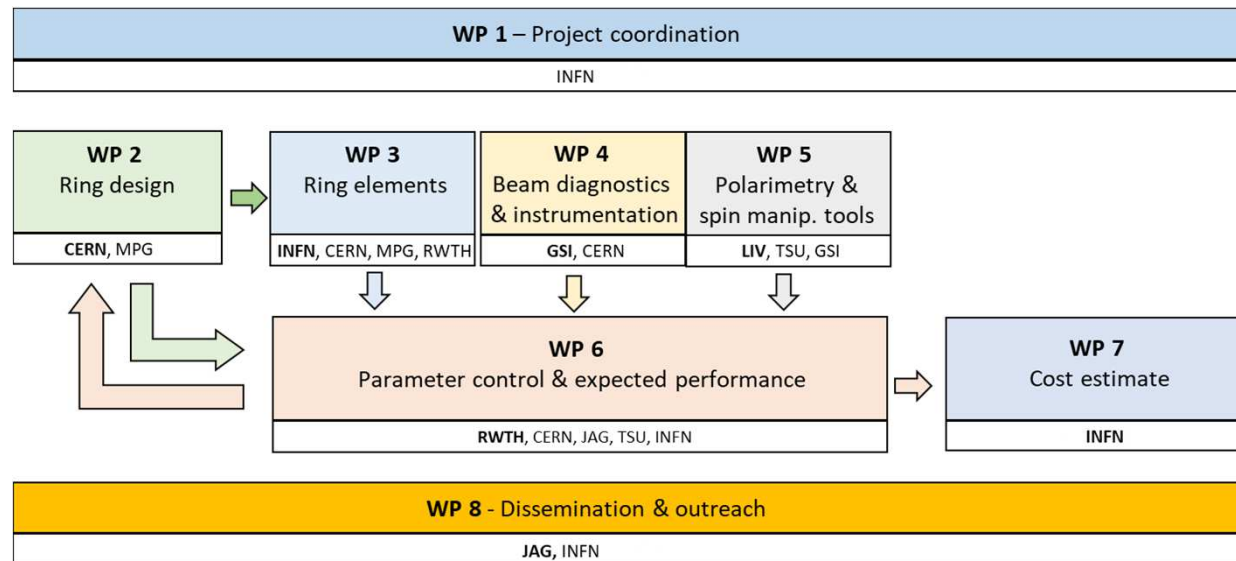 WP 1 – Project coordination
INFN
WP 2
Ring design
CERN, MPG
WP 3
Ring elements
INFN, CERN, MPG, RWTH
WP 4
Beam diagnostics
& instrumentation
GSI, CERN
WP 5
Polarimetry &
spin manip. tools
LIV, TSU, GSI
WP 6
Parameter control & expected performance
RWTH, CERN, JAG, TSU, INFN
WP 7
Cost estimate
INFN
WP 8 - Dissemination & outreach
JAG, INFN